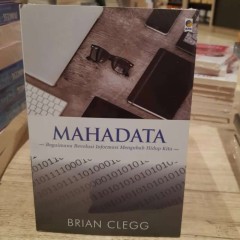 MAHADATA
Bagaimana Revolusi Informasi Mengubah Hidup Kita
BRIAN CLEGG